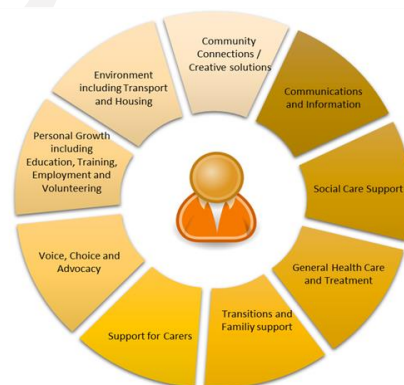 Community
Connections /
Creative solutions
Communications
and Information
Social Care Support
General Health Care
and Treatment
Transitions and
Familiy support
Support for Carers
Voice, Choice and
Advocacy
Personal Growth
including
Education, Training,
Employment and
Volunteering
Environment
including Transport
and Housing